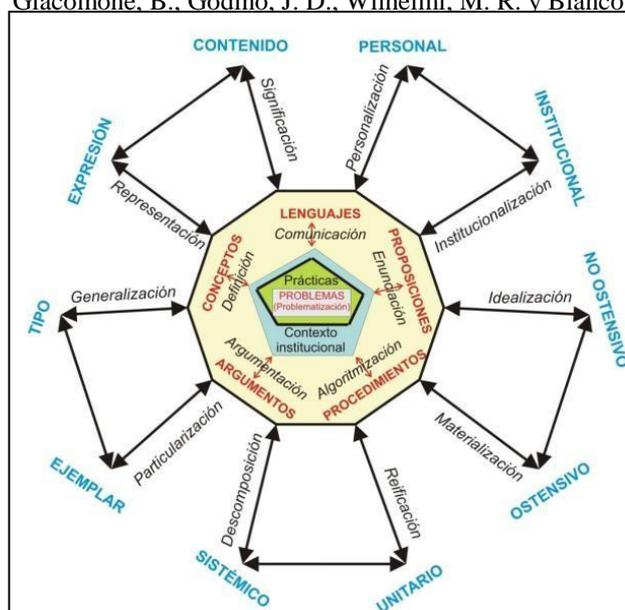 Giacomone, B., Godino, J. D., Wilhelmi, M. R. y Blanco
CONTENIDO
PERSONAL
EXPRESIÓN
Significación
Personalización
INSTITUCIONAL
Representación
Institucionalización
LENGUAJES
Comunicación
CONCEPTOS
Definición
PROPOSICIONES
Enunciación
Prácticas
PROBLEMAS
(Problematización)
Contexto
institucional
TIPO
Generalización
Idealización
NO OSTENSIVO
Argumentación
ARGUMENTOS
Algoritmización
PROCEDIMIENTOS
EJEMPLAR
Particularización
Materialización
OSTENSIVO
Descomposición
Reificación
SISTÉMICO
UNITARIO